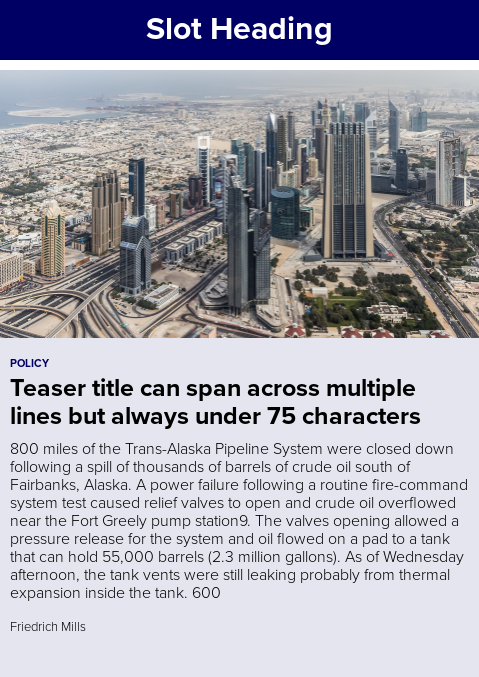 Slot Heading
POLICY
Teaser title can span across multiple
lines but always under 75 characters
800 miles of the Trans-Alaska Pipeline System were closed down
following a spill of thousands of barrels of crude oil south of
Fairbanks, Alaska. A power failure following a routine fire-command
system test caused relief valves to open and crude oil overflowed
near the Fort Greely pump station9. The valves opening allowed a
pressure release for the system and oil flowed on a pad to a tank
that can hold 55,000 barrels (2.3 million gallons). As of Wednesday
afternoon, the tank vents were still leaking probably from thermal
expansion inside the tank. 600
Friedrich Mills